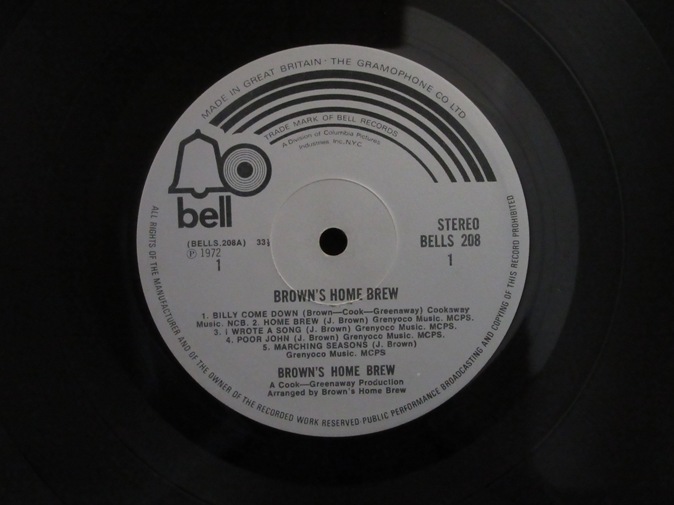 MADE IN GREAT BRITAIN · THE GRAMOPHONE CO LTD
TRADE MARK OF BELL RECORDS
A Division of Columbia Pictures
Industries Inc. N.Y.C.
bell
STEREO
BELLS 208
1
(BELLS.208A) 33⅓
℗ 1972
1
BROWN'S HOME BREW
1. BILLY COME DOWN (Brown—Cook—Greenaway) Cooksway
Music. NCB. 2. HOME BREW (J. Brown) Grenyoco Music. MCPS.
3. I WROTE A SONG (J. Brown) Grenyoco Music. MCPS.
4. POOR JOHN (J. Brown) Grenyoco Music. MCPS.
5. MARCHING SEASONS (J. Brown)
Grenyoco Music. MCPS
BROWN'S HOME BREW
A Cook—Greenaway Production
Arranged by Brown's Home Brew
ALL RIGHTS OF THE MANUFACTURER AND OF THE OWNER OF THE RECORDED WORK RESERVED·PUBLIC PERFORMANCE BROADCASTING AND COPYING OF THIS RECORD PROHIBITED